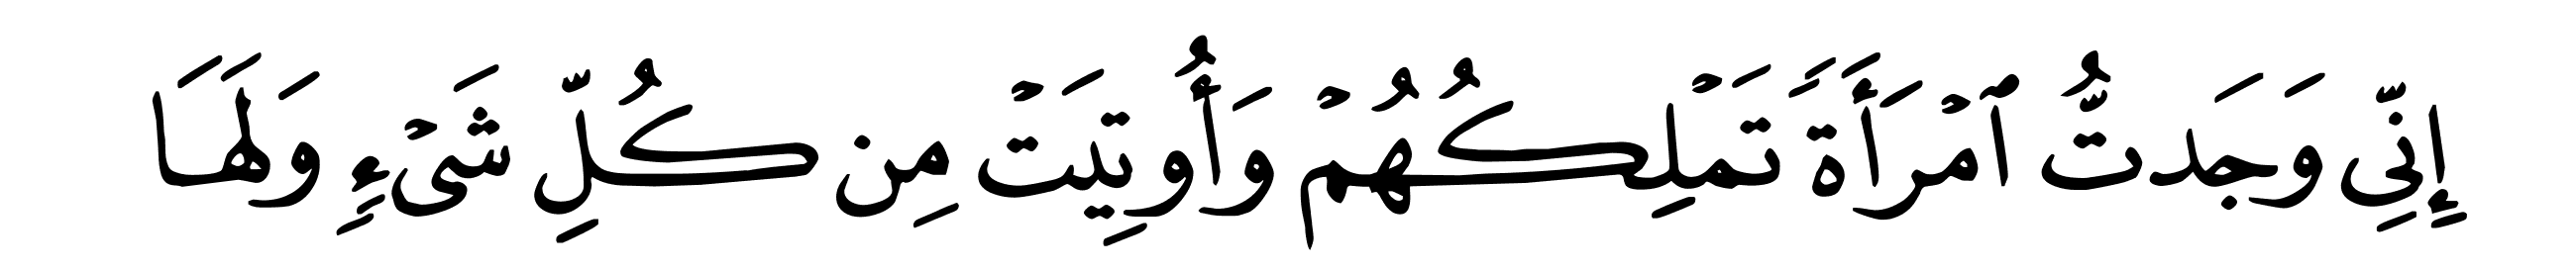 إِنِّى وَجَدتُّ ٱمْرَأَةً تَمْلِكُهُمْ وَأُوتِيَتْ مِن كُلِّ شَىْءٍ وَلَهَا